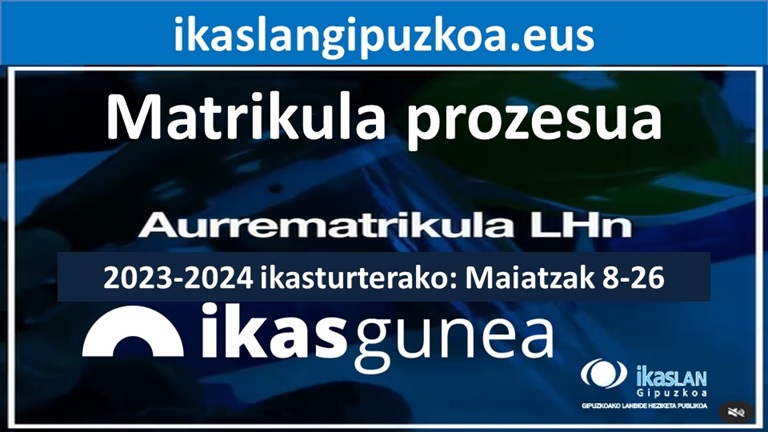 ikaslangipuzkoa.eus
Matrikula prozesua
Aurrematrikula LHn
2023-2024 ikasturterako: Maiatzak 8-26
ikasgunea
ikasLAN
Gipuzkoa
GIPUZKOAKO LANBIDE HEZIKETA PUBLIKOA